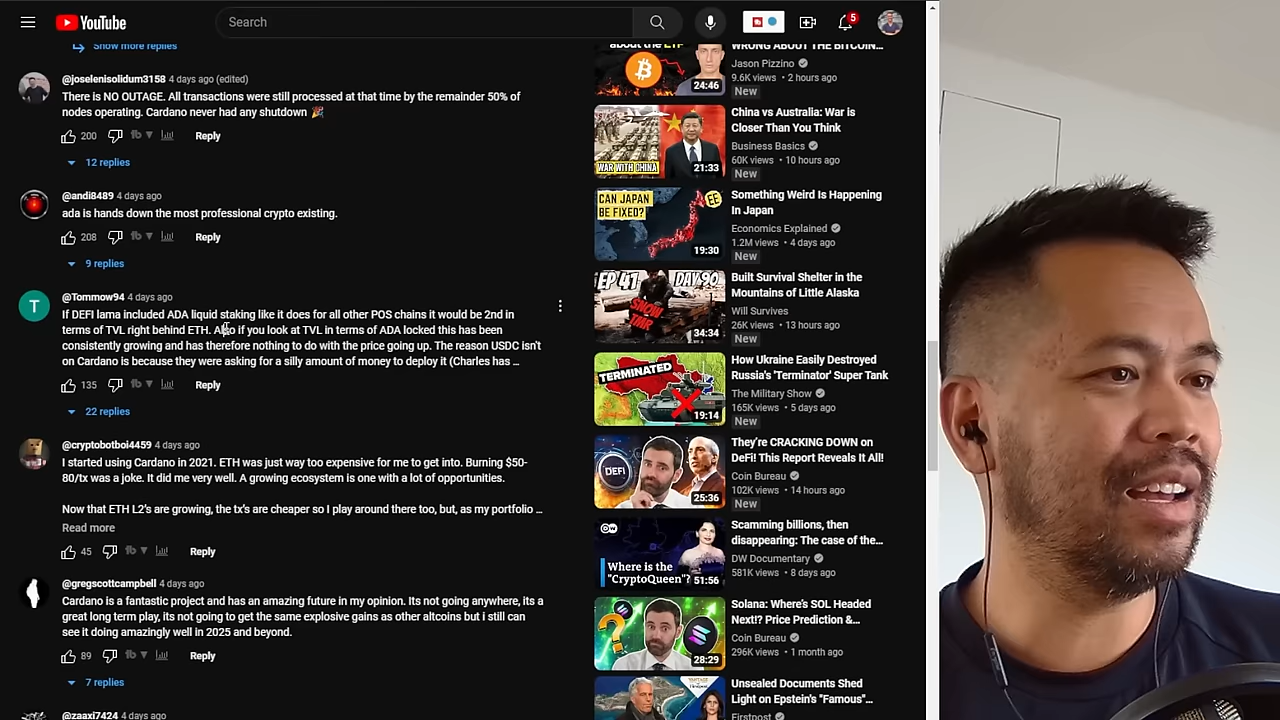 YouTube
Search
5
Show more replies
@joselenisolidum3158 4 days ago (edited)
There is NO OUTAGE. All transactions were still processed at that time by the remainder 50% of
nodes operating. Cardano never had any shutdown 🎉
200
Reply
12 replies
@andi8489 4 days ago
ada is hands down the most professional crypto existing.
208
Reply
9 replies
T
@Tommow94 4 days ago
If DEFI lama included ADA liquid staking like it does for all other POS chains it would be 2nd in
terms of TVL right behind ETH. Also if you look at TVL in terms of ADA locked this has been
consistently growing and has therefore nothing to do with the price going up. The reason USDC isn't
on Cardano is because they were asking for a silly amount of money to deploy it (Charles has ...
135
Reply
22 replies
@cryptobotboi4459 4 days ago
I started using Cardano in 2021. ETH was just way too expensive for me to get into. Burning $50-
80/tx was a joke. It did me very well. A growing ecosystem is one with a lot of opportunities.
Now that ETH L2's are growing, the tx's are cheaper so I play around there too, but, as my portfolio ...
Read more
45
Reply
@gregscottcampbell 4 days ago
Cardano is a fantastic project and has an amazing future in my opinion. Its not going anywhere, its a
great long term play, its not going to get the same explosive gains as other altcoins but i still can
see it doing amazingly well in 2025 and beyond.
89
Reply
7 replies
@zaaxi7424 4 days ago
about the ETF
24:46
WRONG ABOUT THE BITCOIN...
Jason Pizzino
9.6K views • 2 hours ago
New
WAR WITH CHINA
21:33
China vs Australia: War is
Closer Than You Think
Business Basics
60K views • 10 hours ago
New
CAN JAPAN
BE FIXED?
EE
19:30
Something Weird Is Happening
In Japan
Economics Explained
1.2M views • 4 days ago
New
EP 41 DAY 90
SNOW
TMR
34:34
Built Survival Shelter in the
Mountains of Little Alaska
Will Survives
26K views • 13 hours ago
New
TERMINATED
19:14
How Ukraine Easily Destroyed
Russia's 'Terminator' Super Tank
The Military Show
165K views • 5 days ago
New
DEFI
25:36
They're CRACKING DOWN on
DeFi! This Report Reveals It All!
Coin Bureau
102K views • 14 hours ago
New
DW
Where is the
"CryptoQueen"?
51:56
Scamming billions, then
disappearing: The case of the...
DW Documentary
581K views • 8 days ago
28:29
Solana: Where's SOL Headed
Next!? Price Prediction &...
Coin Bureau
296K views • 1 month ago
Unsealed Documents Shed
Light on Epstein's "Famous"...
Firstpost